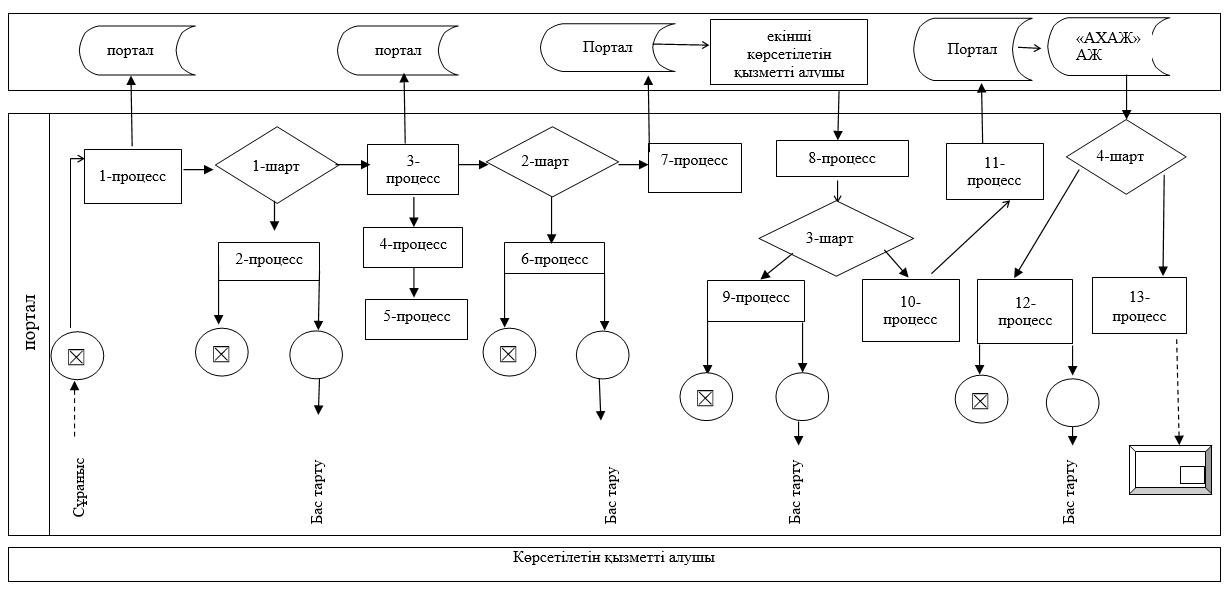 портал
портал
Портал
екінші
көрсетілетін
қызметті алушы
Портал
«АХАЖ»
АЖ
портал
1-процесс
1-шарт
3-
процесс
2-шарт
7-процесс
8-процесс
11-
процесс
4-шарт
2-процесс
4-процесс
6-процесс
3-шарт
5-процесс
9-процесс
10-
процесс
12-
процесс
13-
процесс
Сұраныс
Бас тарту
Бас тару
Бас тарту
Бас тарту
Көрсетілетін қызметті алушы